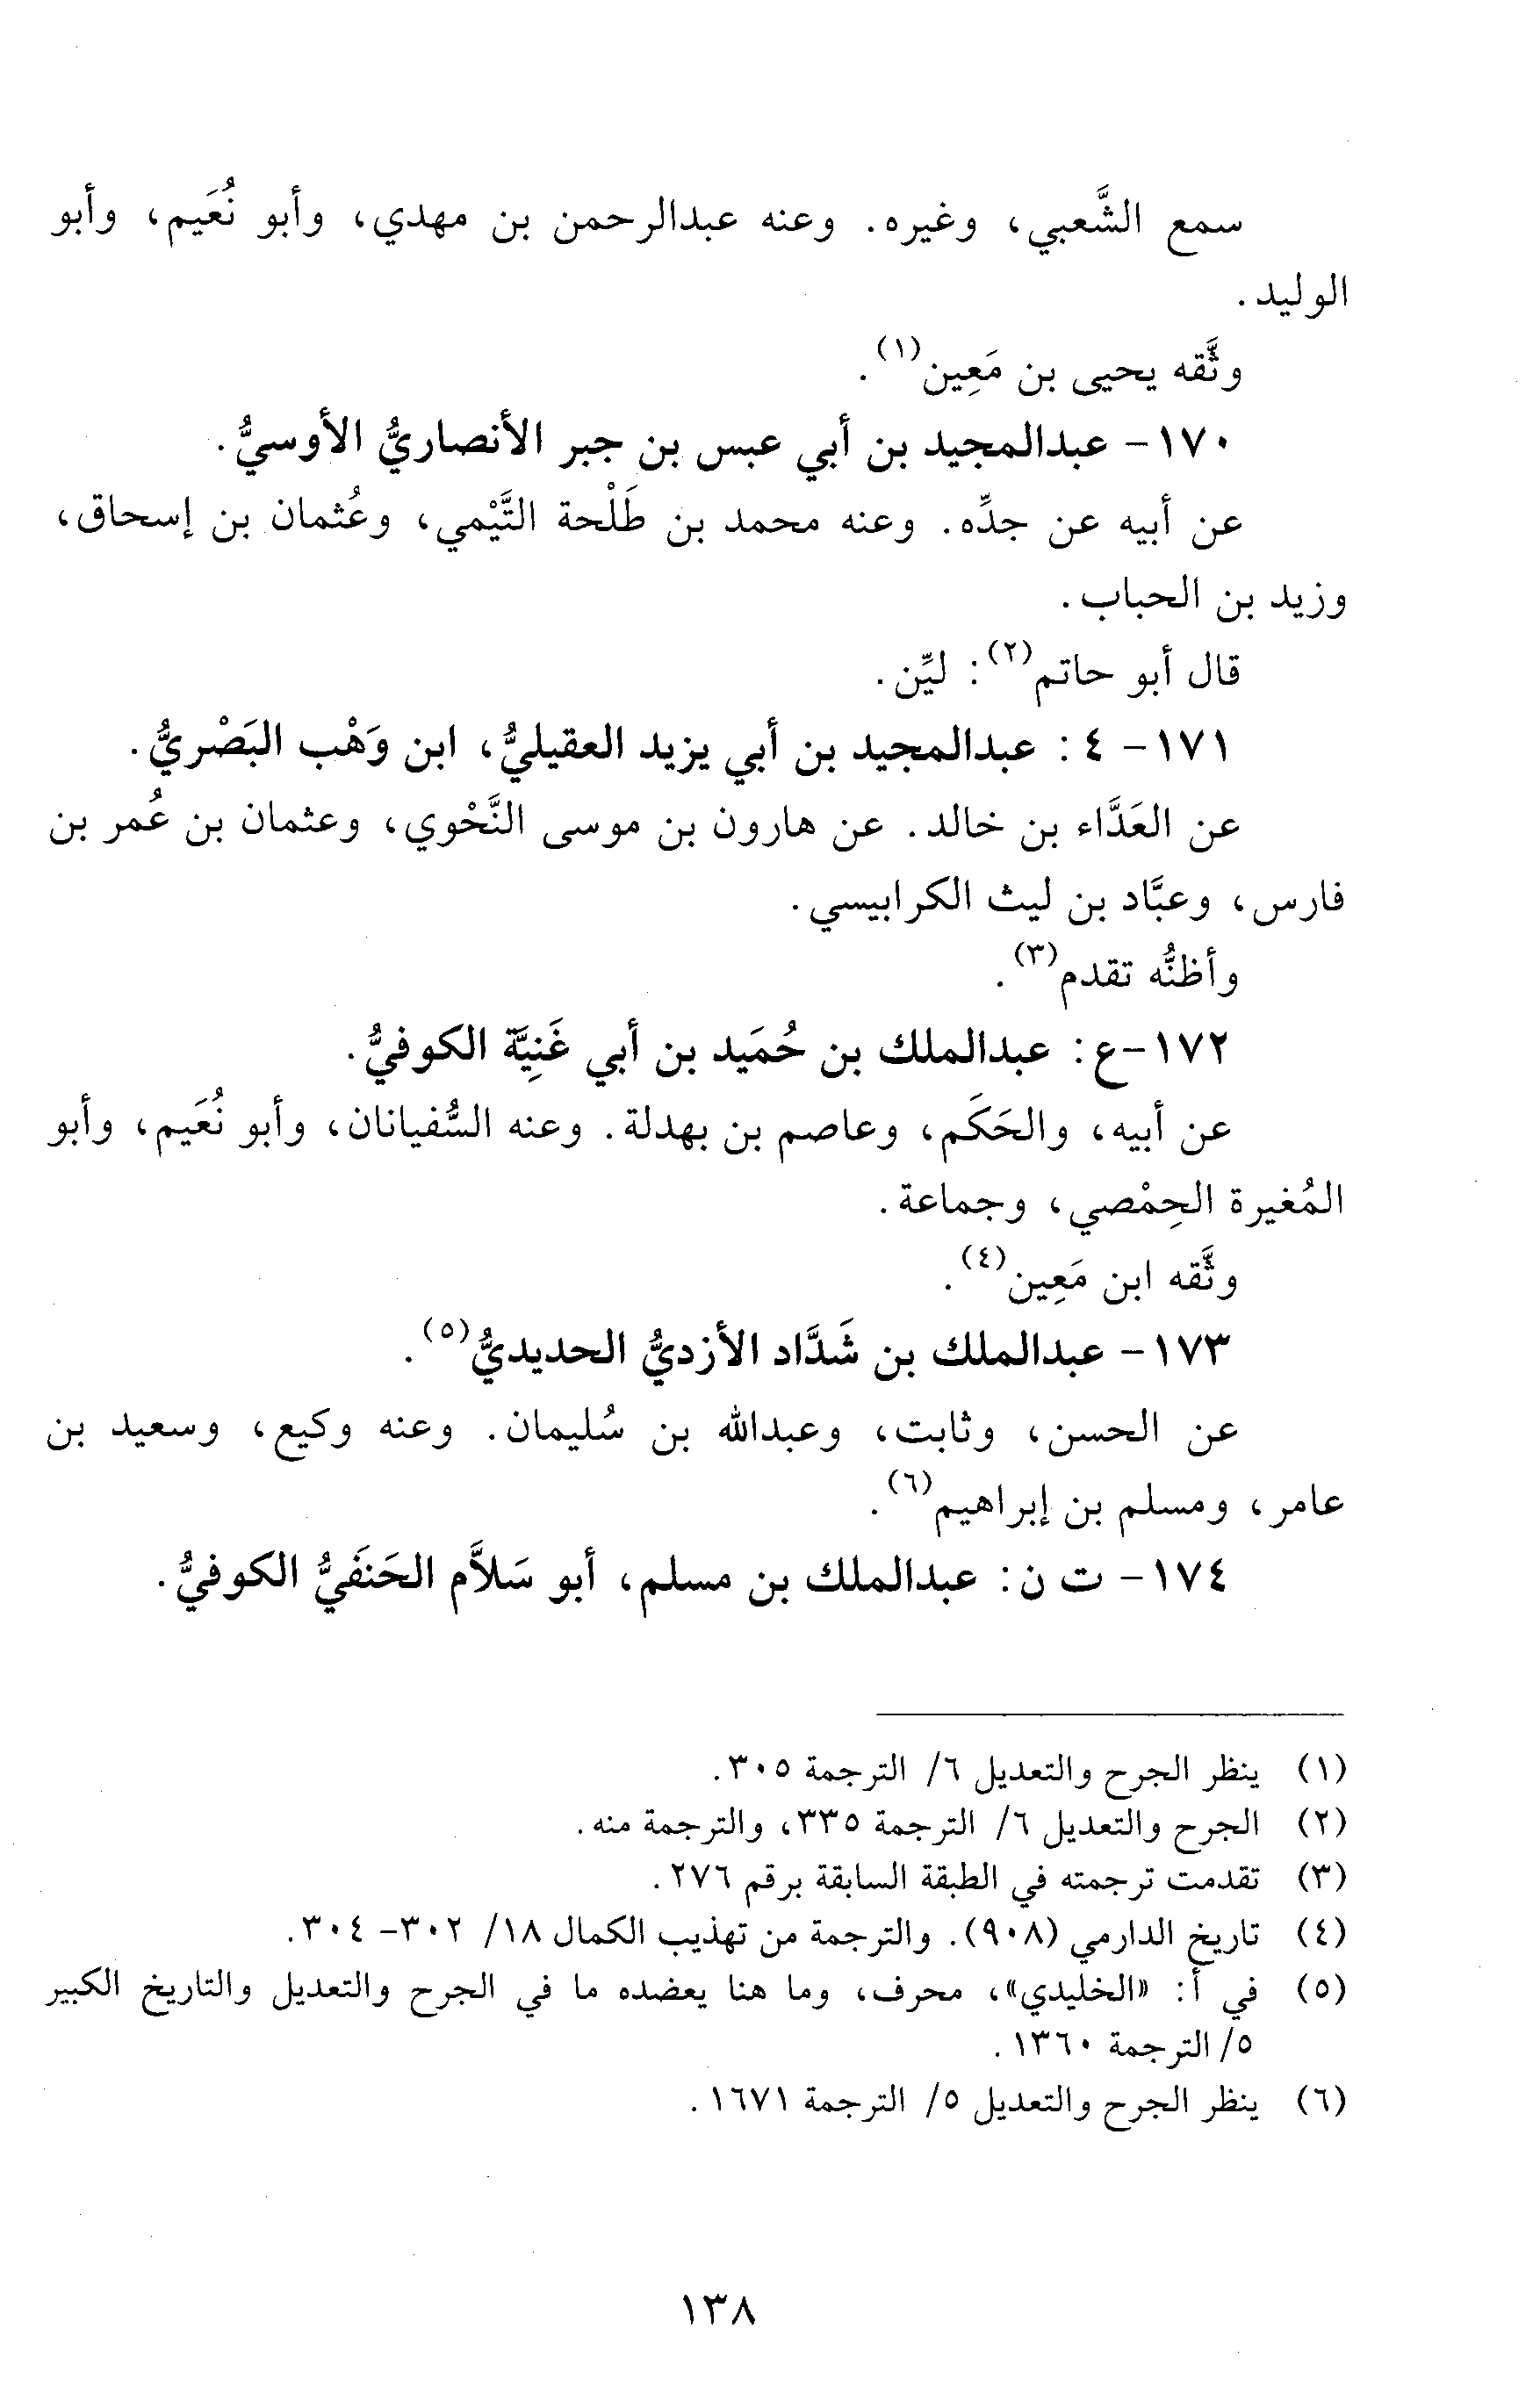 سمع الشَّعبي، وغيره. وعنه عبدالرحمن بن مهدي، وأبو نُعَيم، وأبو
الوليد.
وثَّقه يحيى بن مَعِين(١).
١٧٠- عبدالمجيد بن أبي عبس بن جبر الأنصاريُّ الأوسيُّ.
عن أبيه عن جدِّه. وعنه محمد بن طَلْحة التَّيْمي، وعُثمان بن إسحاق،
وزيد بن الحباب.
قال أبو حاتم(٢): ليِّن.
١٧١- ٤: عبدالمجيد بن أبي يزيد العقيليُّ، ابن وَهْب البَصْريُّ.
عن العَدَّاء بن خالد. عن هارون بن موسى النَّحْوي، وعثمان بن عُمر بن
فارس، وعبَّاد بن ليث الكرابيسي.
وأظنُّه تقدم(٣).
١٧٢-ع: عبدالملك بن حُمَيد بن أبي غَنِيَّة الكوفيُّ.
عن أبيه، والحَكَم، وعاصم بن بهدلة. وعنه السُّفيانان، وأبو نُعَيم، وأبو
المُغيرة الحِمْصي، وجماعة.
وثَّقه ابن مَعِين(٤).
١٧٣- عبدالملك بن شَدَّاد الأزديُّ الحديديُّ(٥).
عن الحسن، وثابت، وعبدالله بن سُليمان. وعنه وكيع، وسعيد بن
عامر، ومسلم بن إبراهيم(٦).
١٧٤- ت ن: عبدالملك بن مسلم، أبو سَلاَّم الحَنَفيُّ الكوفيُّ.
(١) ينظر الجرح والتعديل ٦/ الترجمة ٣٠٥.
(٢) الجرح والتعديل ٦/ الترجمة ٣٣٥، والترجمة منه.
(٣) تقدمت ترجمته في الطبقة السابقة برقم ٢٧٦.
(٤) تاريخ الدارمي (٩٠٨). والترجمة من تهذيب الكمال ١٨/ ٣٠٢- ٣٠٤.
(٥) في أ: «الخليدي»، محرف، وما هنا يعضده ما في الجرح والتعديل والتاريخ الكبير
٥/ الترجمة ١٣٦٠.
(٦) ينظر الجرح والتعديل ٥/ الترجمة ١٦٧١.
١٣٨